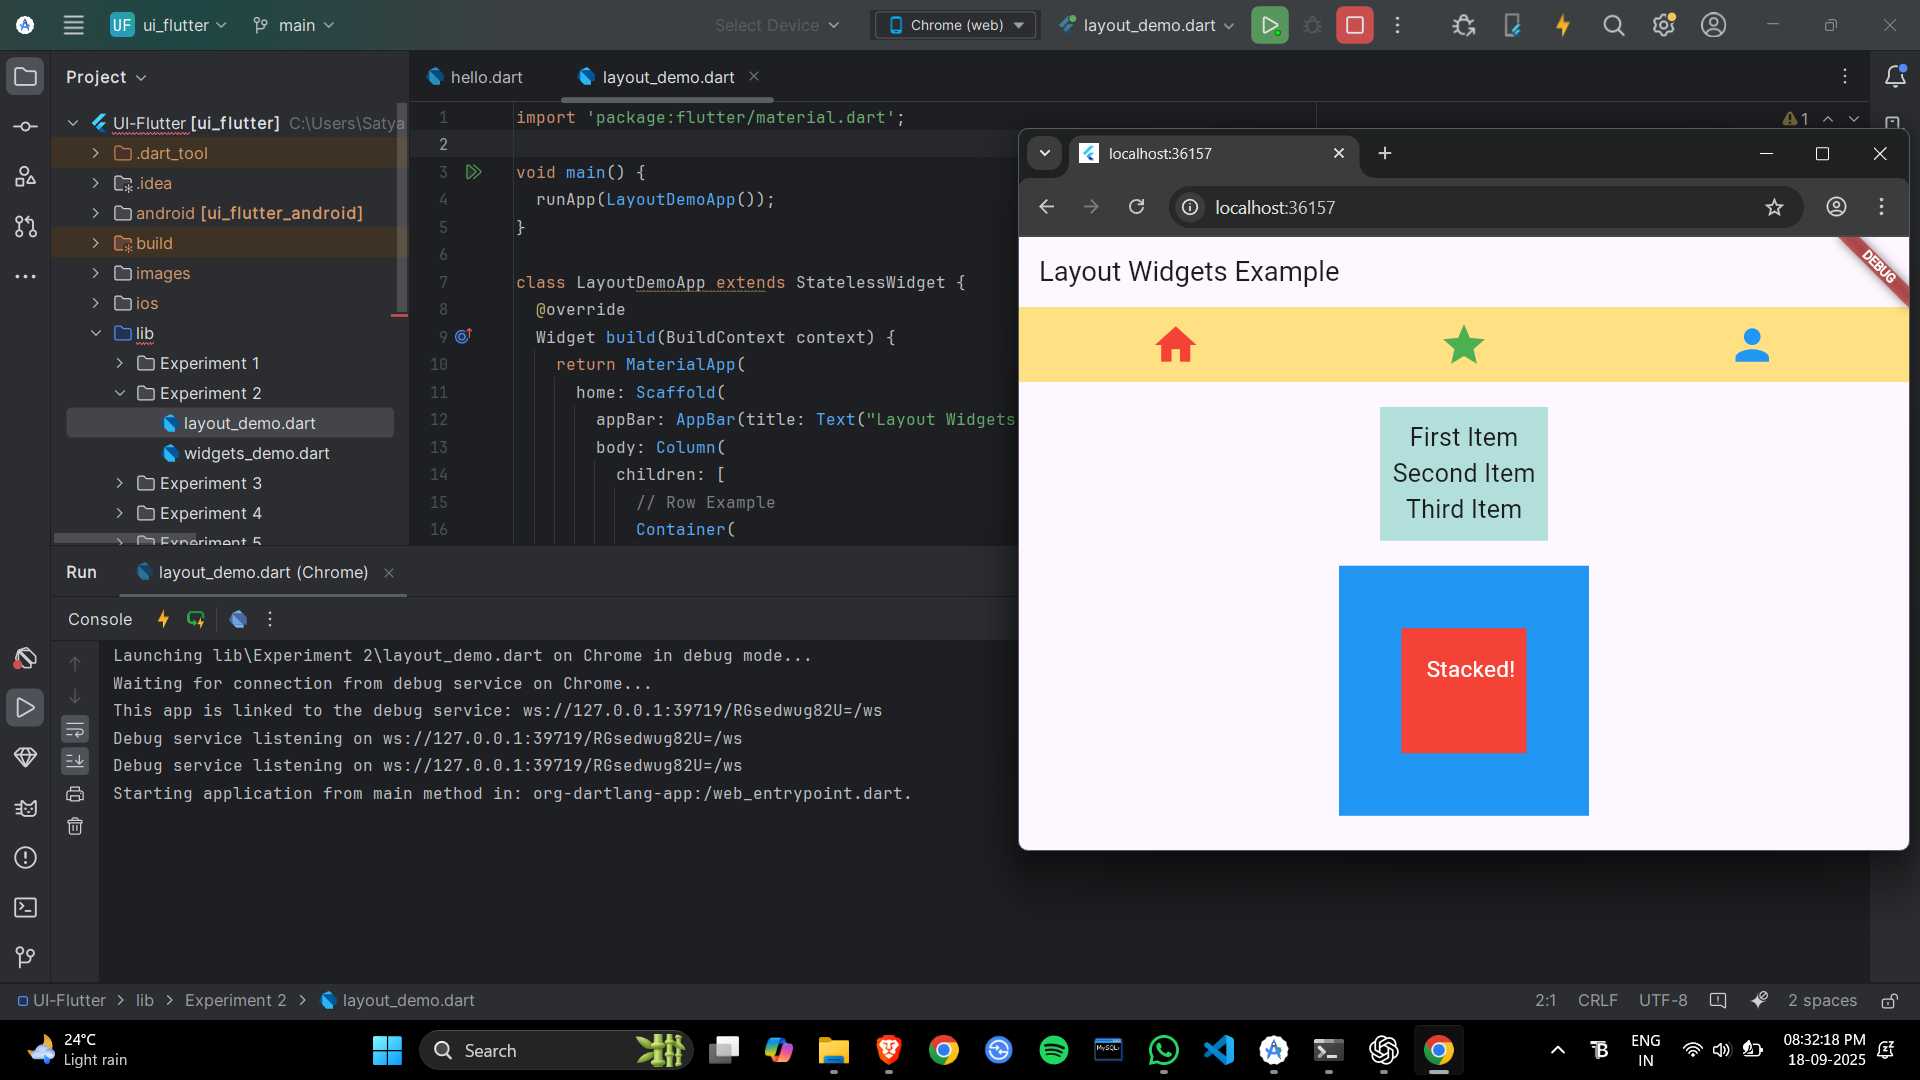 UF ui_flutter main Select Device Chrome (web) layout_demo.dart
Project
hello.dart layout_demo.dart
UI-Flutter [ui_flutter] C:\Users\Satya
.dart_tool
.idea
android [ui_flutter_android]
build
images
ios
lib
Experiment 1
Experiment 2
layout_demo.dart
widgets_demo.dart
Experiment 3
Experiment 4
Experiment 5
1 import 'package:flutter/material.dart';
2
3 void main() {
4 runApp(LayoutDemoApp());
5 }
6
7 class LayoutDemoApp extends StatelessWidget {
8 @override
9 Widget build(BuildContext context) {
10 return MaterialApp(
11 home: Scaffold(
12 appBar: AppBar(title: Text("Layout Widgets
13 body: Column(
14 children: [
15 // Row Example
16 Container(
1
localhost:36157
localhost:36157
Layout Widgets Example
DEBUG
First Item
Second Item
Third Item
Stacked!
Run layout_demo.dart (Chrome)
Console
Launching lib\Experiment 2\layout_demo.dart on Chrome in debug mode...
Waiting for connection from debug service on Chrome...
This app is linked to the debug service: ws://127.0.0.1:39719/RGsedwug82U=/ws
Debug service listening on ws://127.0.0.1:39719/RGsedwug82U=/ws
Debug service listening on ws://127.0.0.1:39719/RGsedwug82U=/ws
Starting application from main method in: org-dartlang-app:/web_entrypoint.dart.
UI-Flutter > lib > Experiment 2 > layout_demo.dart
2:1 CRLF UTF-8 2 spaces
24°C
Light rain
Search
MySQL
ENG
IN
08:32:18 PM
18-09-2025